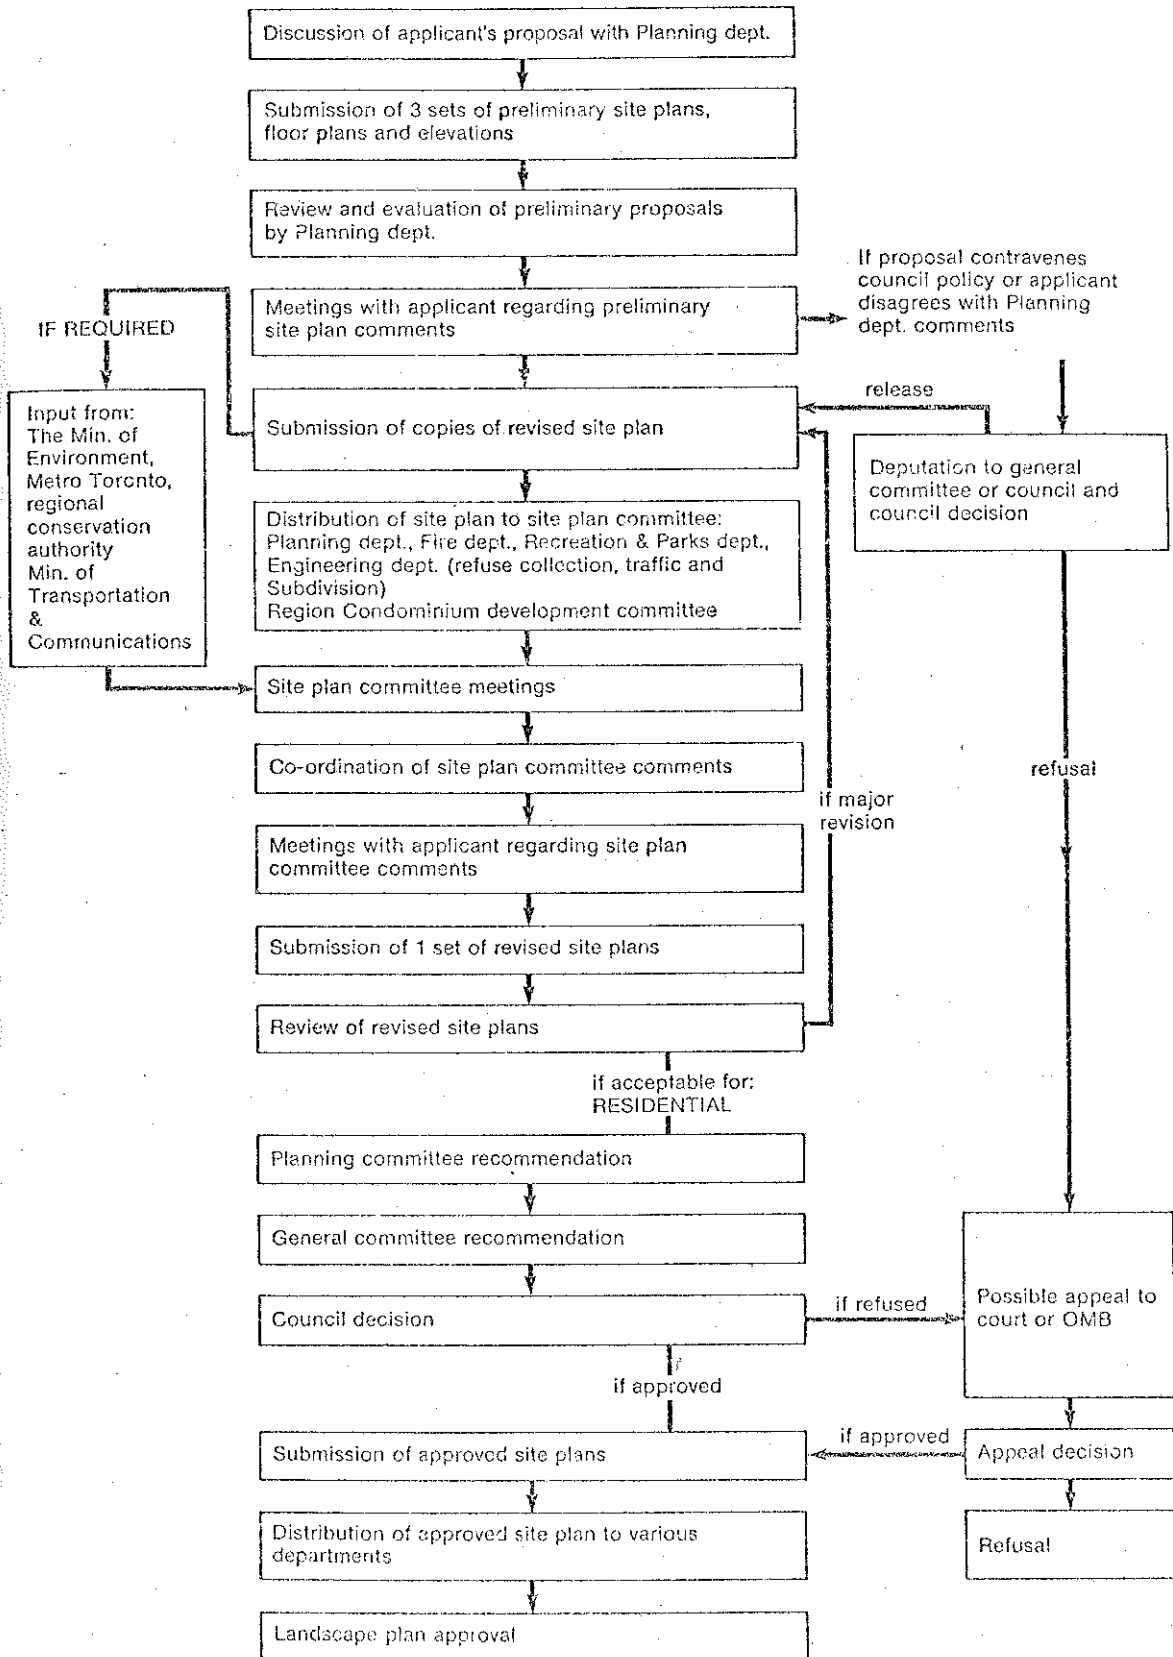 Discussion of applicant's proposal with Planning dept.
Submission of 3 sets of preliminary site plans,
floor plans and elevations
Review and evaluation of preliminary proposals
by Planning dept.
If proposal contravenes
council policy or applicant
disagrees with Planning
dept. comments
Meetings with applicant regarding preliminary
site plan comments
IF REQUIRED
release
Input from:
The Min. of
Environment,
Metro Toronto,
regional
conservation
authority
Min. of
Transportation
&
Communications
Submission of copies of revised site plan
Deputation to general
committee or council and
council decision
Distribution of site plan to site plan committee:
Planning dept., Fire dept., Recreation & Parks dept.,
Engineering dept. (refuse collection, traffic and
Subdivision)
Region Condominium development committee
Site plan committee meetings
Co-ordination of site plan committee comments
refusal
if major
revision
Meetings with applicant regarding site plan
committee comments
Submission of 1 set of revised site plans
Review of revised site plans
if acceptable for:
RESIDENTIAL
Planning committee recommendation
General committee recommendation
Council decision
if refused
Possible appeal to
court or OMB
if approved
Submission of approved site plans
if approved
Appeal decision
Distribution of approved site plan to various
departments
Refusal
Landscape plan approval